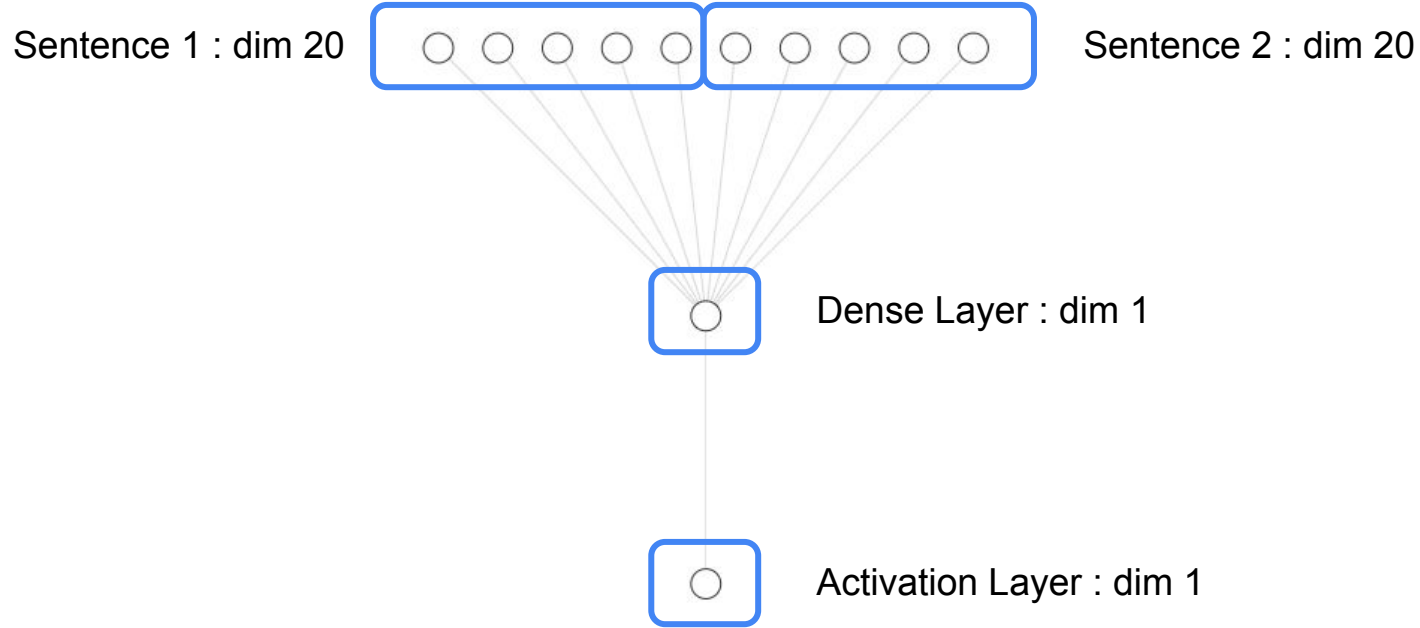 Sentence 1 : dim 20
Sentence 2 : dim 20
Dense Layer : dim 1
Activation Layer : dim 1